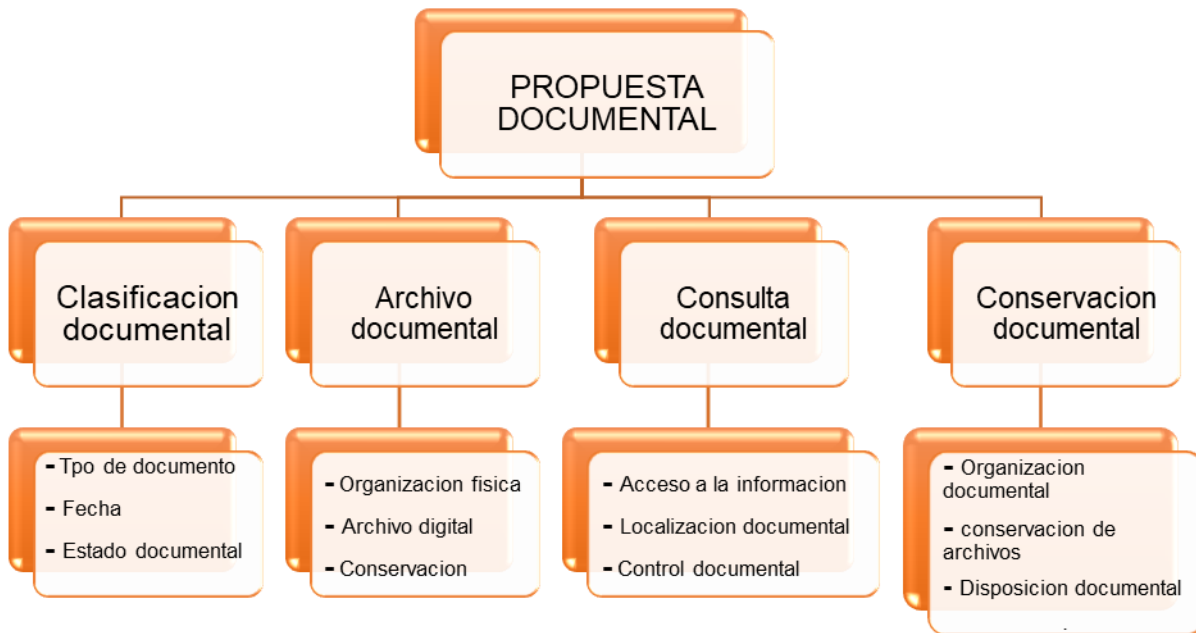 PROPUESTA
DOCUMENTAL
Clasificacion
documental
Archivo
documental
Consulta
documental
Conservacion
documental
- Tpo de documento
- Fecha
- Estado documental
- Organizacion fisica
- Archivo digital
- Conservacion
- Acceso a la informacion
- Localizacion documental
- Control documental
- Organizacion
documental
- conservacion de
archivos
- Disposicion documental
.